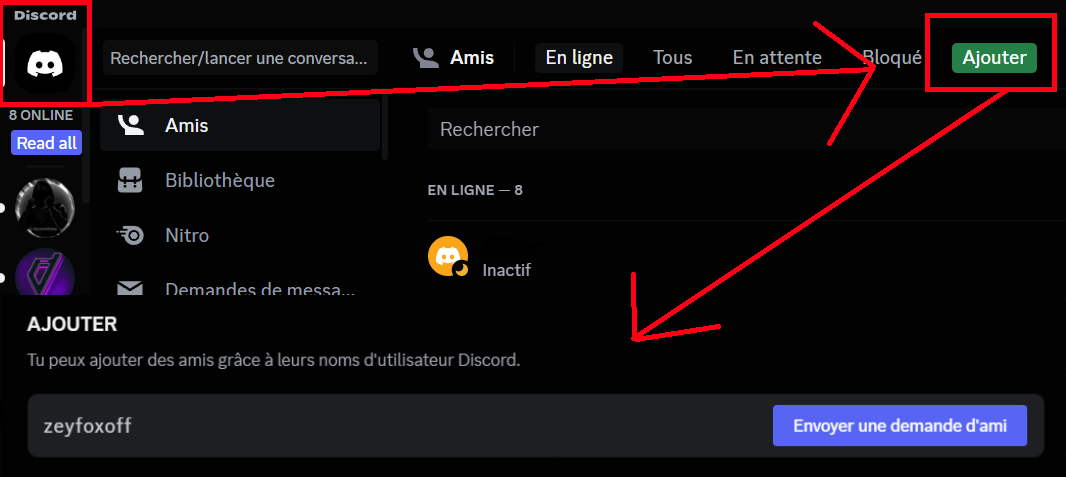 Discord
Rechercher/lancer une conversa...
Amis
En ligne
Tous
En attente
Bloqué
Ajouter
8 ONLINE
Read all
Amis
Bibliothèque
Nitro
Demandes de messa...
Rechercher
EN LIGNE — 8
Inactif
AJOUTER
Tu peux ajouter des amis grâce à leurs noms d'utilisateur Discord.
zeyfoxoff
Envoyer une demande d'ami